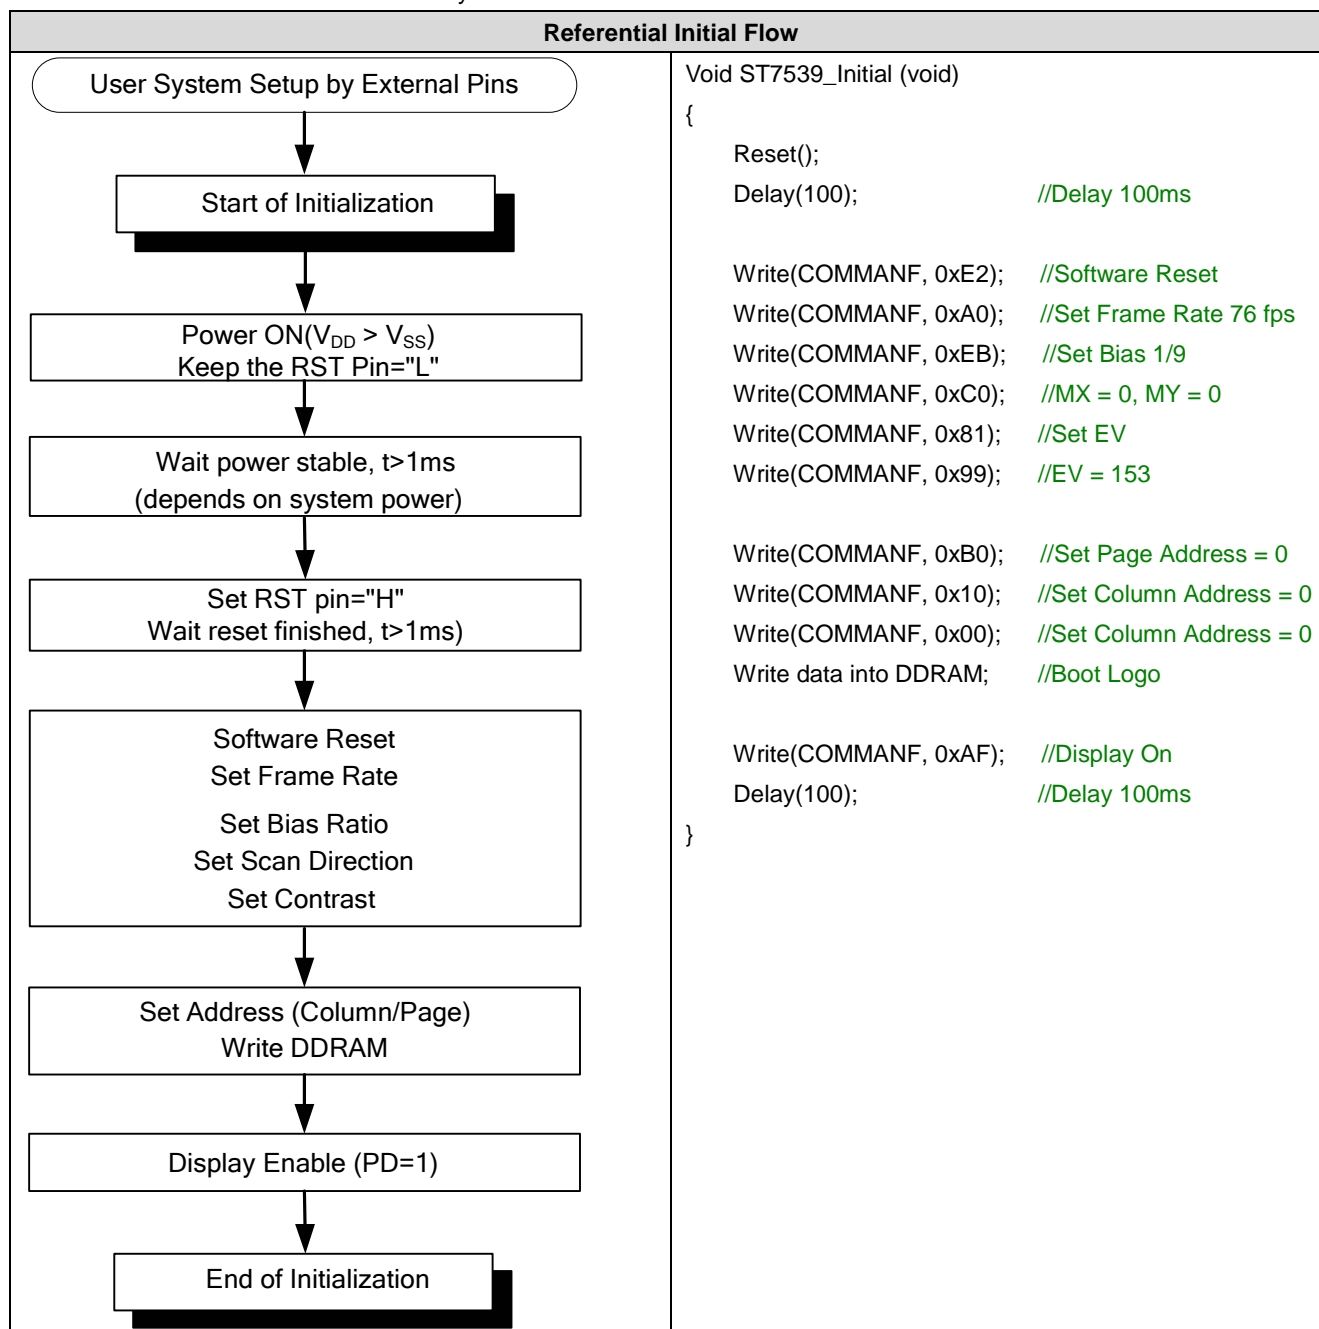 Referential Initial Flow
User System Setup by External Pins
Start of Initialization
Power ON(VDD > VSS)
Keep the RST Pin="L"
Wait power stable, t>1ms
(depends on system power)
Set RST pin="H"
Wait reset finished, t>1ms)
Software Reset
Set Frame Rate
Set Bias Ratio
Set Scan Direction
Set Contrast
Set Address (Column/Page)
Write DDRAM
Display Enable (PD=1)
End of Initialization
Void ST7539_Initial (void)
{
Reset();
Delay(100); //Delay 100ms
Write(COMMANF, 0xE2); //Software Reset
Write(COMMANF, 0xA0); //Set Frame Rate 76 fps
Write(COMMANF, 0xEB); //Set Bias 1/9
Write(COMMANF, 0xC0); //MX = 0, MY = 0
Write(COMMANF, 0x81); //Set EV
Write(COMMANF, 0x99); //EV = 153
Write(COMMANF, 0xB0); //Set Page Address = 0
Write(COMMANF, 0x10); //Set Column Address = 0
Write(COMMANF, 0x00); //Set Column Address = 0
Write data into DDRAM; //Boot Logo
Write(COMMANF, 0xAF); //Display On
Delay(100); //Delay 100ms
}